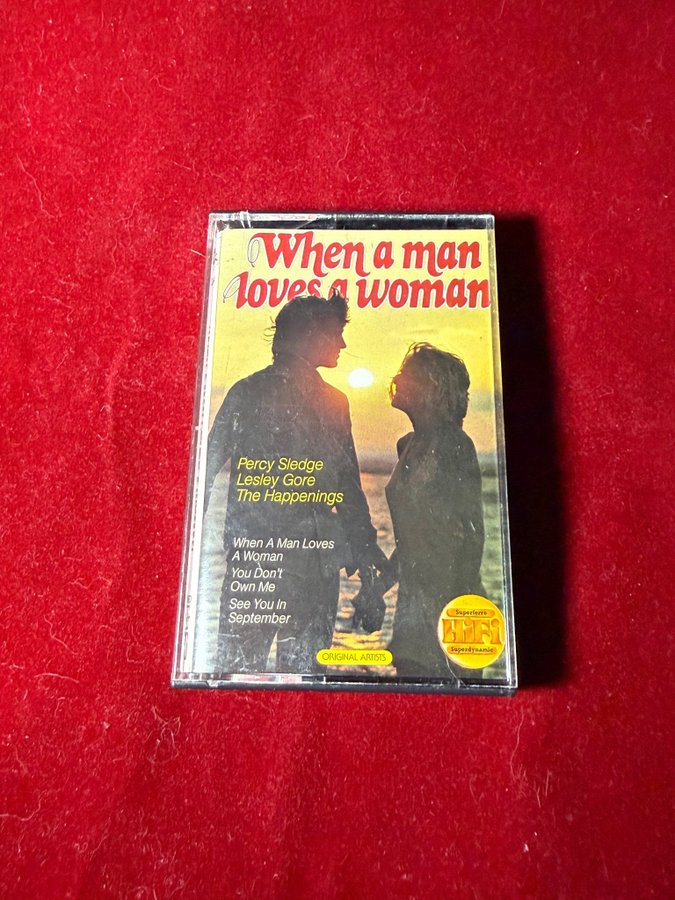 When a man
loves a woman
Percy Sledge
Lesley Gore
The Happenings
When A Man Loves
A Woman
You Don't
Own Me
See You In
September
ORIGINAL ARTISTS
Superferro
HiFi
Superdynamic